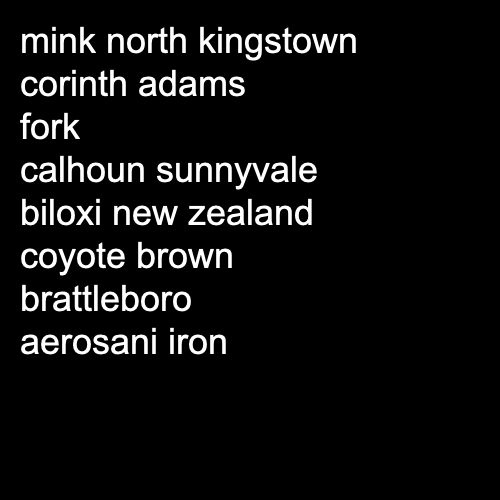 mink north kingstown
corinth adams
fork
calhoun sunnyvale
biloxi new zealand
coyote brown
brattleboro
aerosani iron